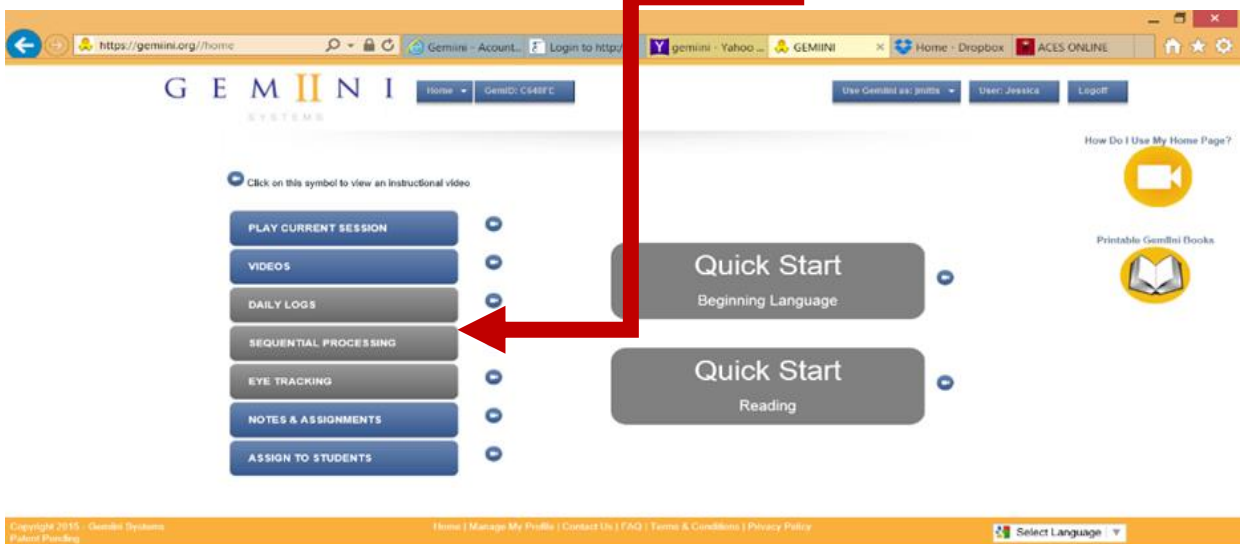 https://gemiini.org//home
Gemiini - Acount...
Login to http:/
gemiini - Yahoo ...
GEMIINI
Home - Dropbox
ACES ONLINE
GEMIINI
SYSTEMS
Home
GemID: C648FC
Use Gemiini as: jmitts
User: Jessica
Logoff
How Do I Use My Home Page?
Click on this symbol to view an instructional video
PLAY CURRENT SESSION
VIDEOS
DAILY LOGS
SEQUENTIAL PROCESSING
EYE TRACKING
NOTES & ASSIGNMENTS
ASSIGN TO STUDENTS
Quick Start
Beginning Language
Quick Start
Reading
Printable Gemiini Books
Copyright 2015 - Gemiini Systems
Patent Pending
Home | Manage My Profile | Contact Us | FAQ | Terms & Conditions | Privacy Policy
Select Language